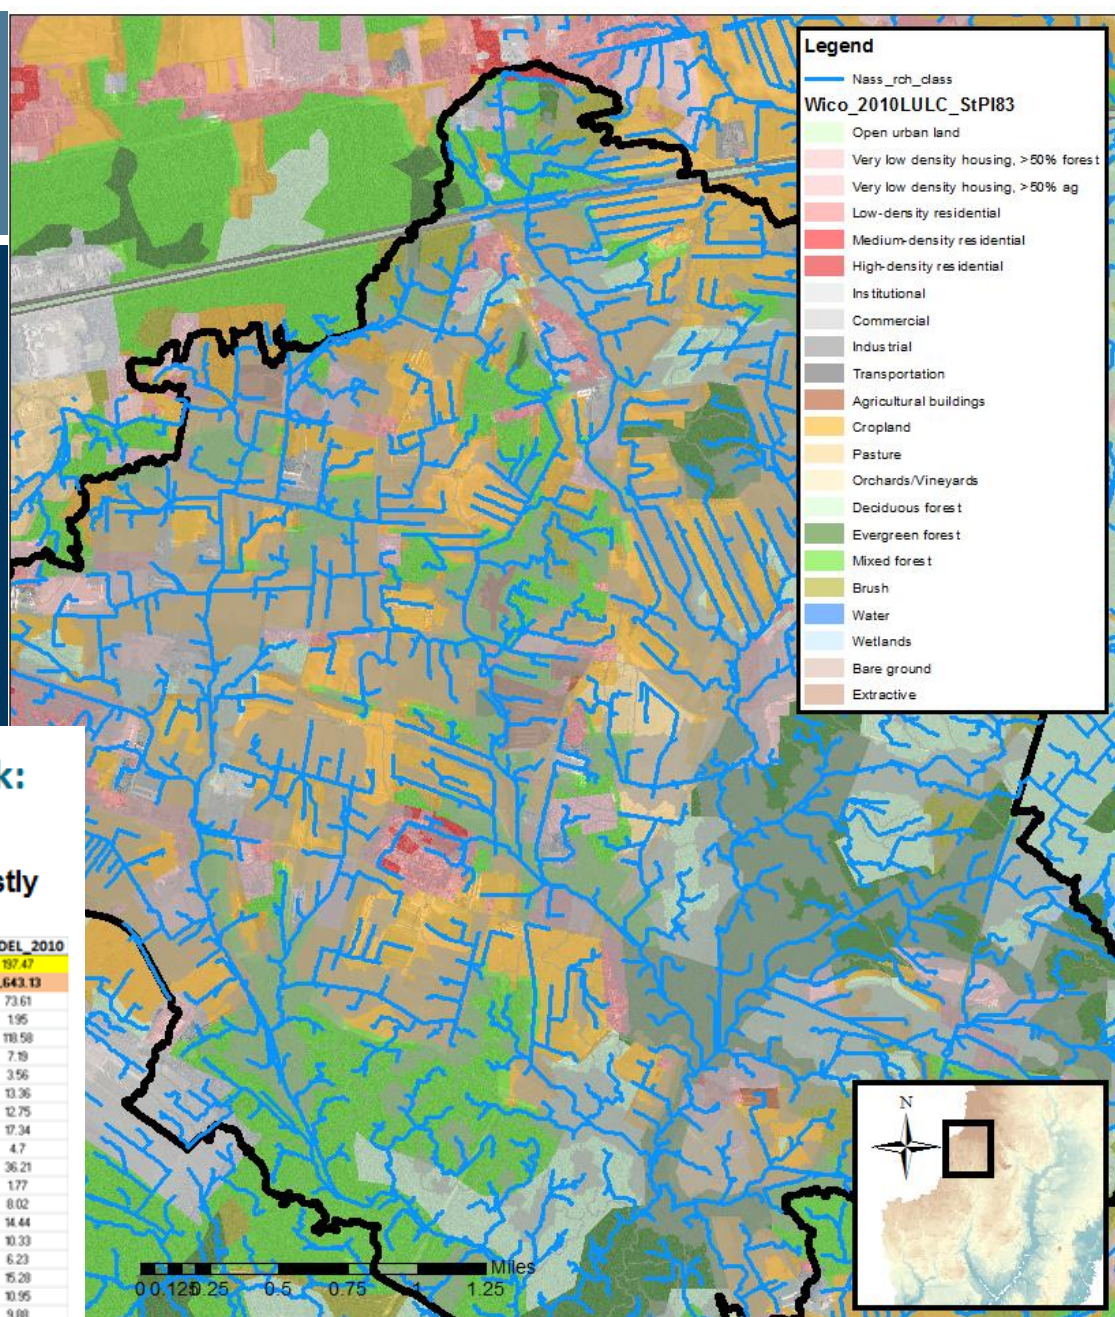 Legend
Nass_rch_class
Wico_2010LULC_StPl83
Open urban land
Very low density housing, >50% forest
Very low density housing, >50% ag
Low-density residential
Medium-density residential
High-density residential
Institutional
Commercial
Industrial
Transportation
Agricultural buildings
Cropland
Pasture
Orchards/Vineyards
Deciduous forest
Evergreen forest
Mixed forest
Brush
Water
Wetlands
Bare ground
Extractive
k:
stly
DEL_2010
197.47
,643.13
73.61
1.95
118.58
7.19
3.56
13.36
12.75
17.34
4.7
36.21
1.77
8.02
14.44
10.33
6.23
15.28
10.95
9.88
N
Miles
0 0.125 0.25 0.5 0.75 1 1.25